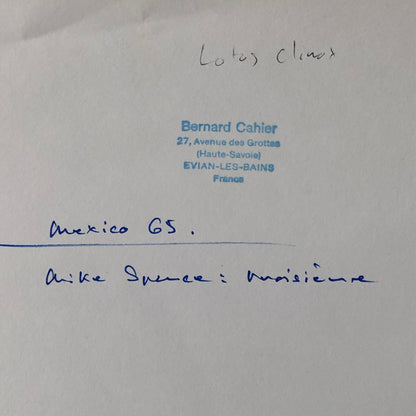 Lotus Climax
Bernard Cahier
27, Avenue des Grottes
(Haute-Savoie)
EVIAN-LES-BAINS
France
Mexico 65.
Mike Spence: troisième